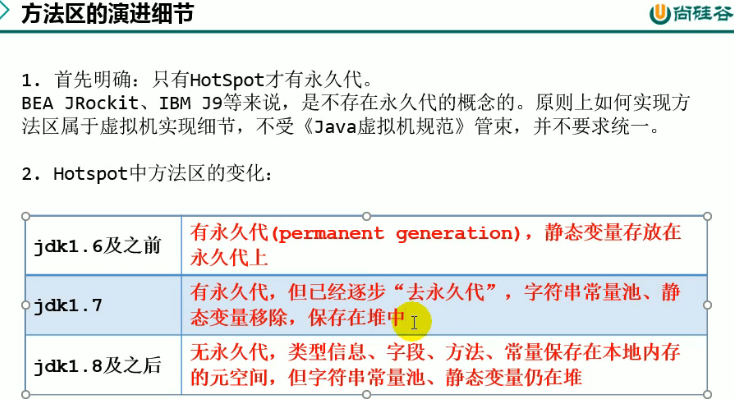 方法区的演进细节
尚硅谷
1. 首先明确：只有HotSpot才有永久代。
BEA JRockit、IBM J9等来说，是不存在永久代的概念的。原则上如何实现方
法区属于虚拟机实现细节，不受《Java虚拟机规范》管束，并不要求统一。
2. Hotspot中方法区的变化：
jdk1.6及之前
有永久代(permanent generation)，静态变量存放在
永久代上
jdk1.7
有永久代，但已经逐步“去永久代”，字符串常量池、静
态变量移除，保存在堆中
jdk1.8及之后
无永久代，类型信息、字段、方法、常量保存在本地内存
的元空间，但字符串常量池、静态变量仍在堆